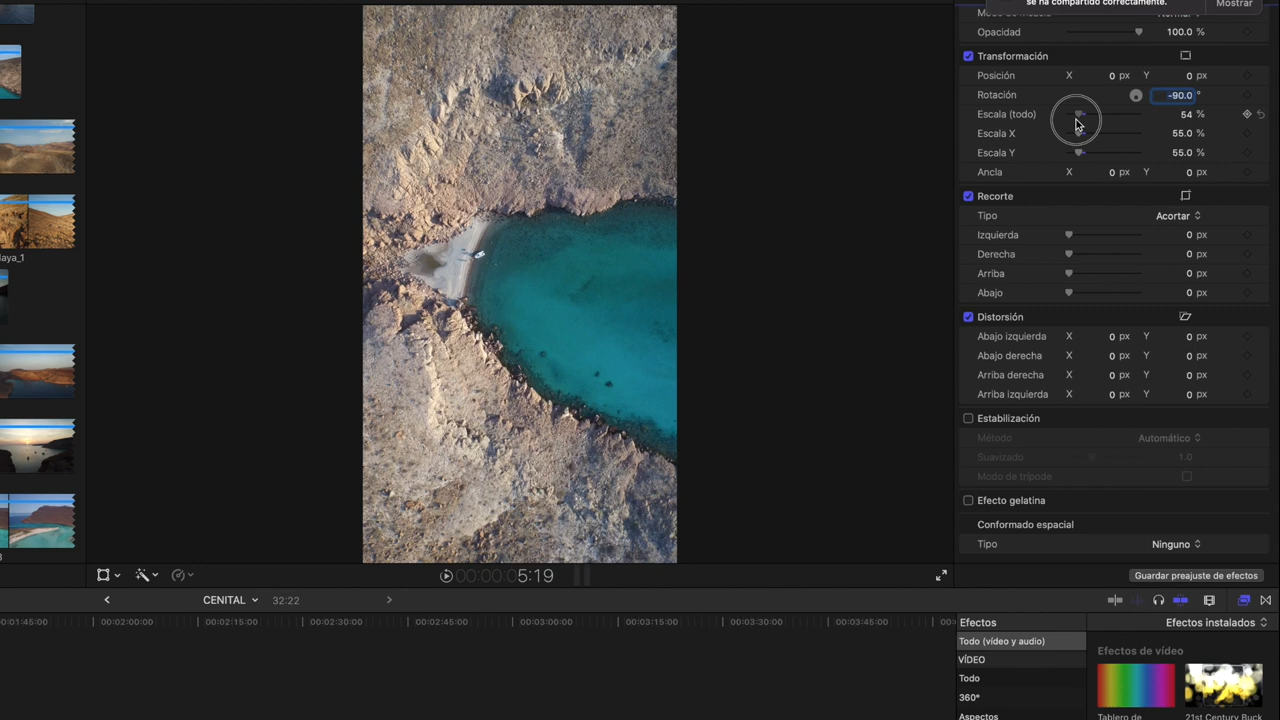 se ha compartido correctamente.
Mostrar
Modo de mezcla Normal
Opacidad 100.0 %
Transformación
Posición X 0 px Y 0 px
Rotación -90.0 °
Escala (todo) 54 %
Escala X 55.0 %
Escala Y 55.0 %
Ancla X 0 px Y 0 px
Recorte
Tipo Acortar
Izquierda 0 px
Derecha 0 px
Arriba 0 px
Abajo 0 px
Distorsión
Abajo izquierda X 0 px Y 0 px
Abajo derecha X 0 px Y 0 px
Arriba derecha X 0 px Y 0 px
Arriba izquierda X 0 px Y 0 px
Estabilización
Método Automático
Suavizado 1.0
Modo de trípode
Efecto gelatina
Conformado espacial
Tipo Ninguno
Guardar preajuste de efectos
laya_1
3
00:00:05:19
CENITAL 32:22
00:01:45:00 00:02:00:00 00:02:15:00 00:02:30:00 00:02:45:00 00:03:00:00 00:03:15:00 00:03:30:00 00:03:45:00 00:
Efectos
Efectos instalados
Todo (vídeo y audio)
VÍDEO
Todo
360°
Aspectos
Efectos de vídeo
Tablero de
21st Century Buck